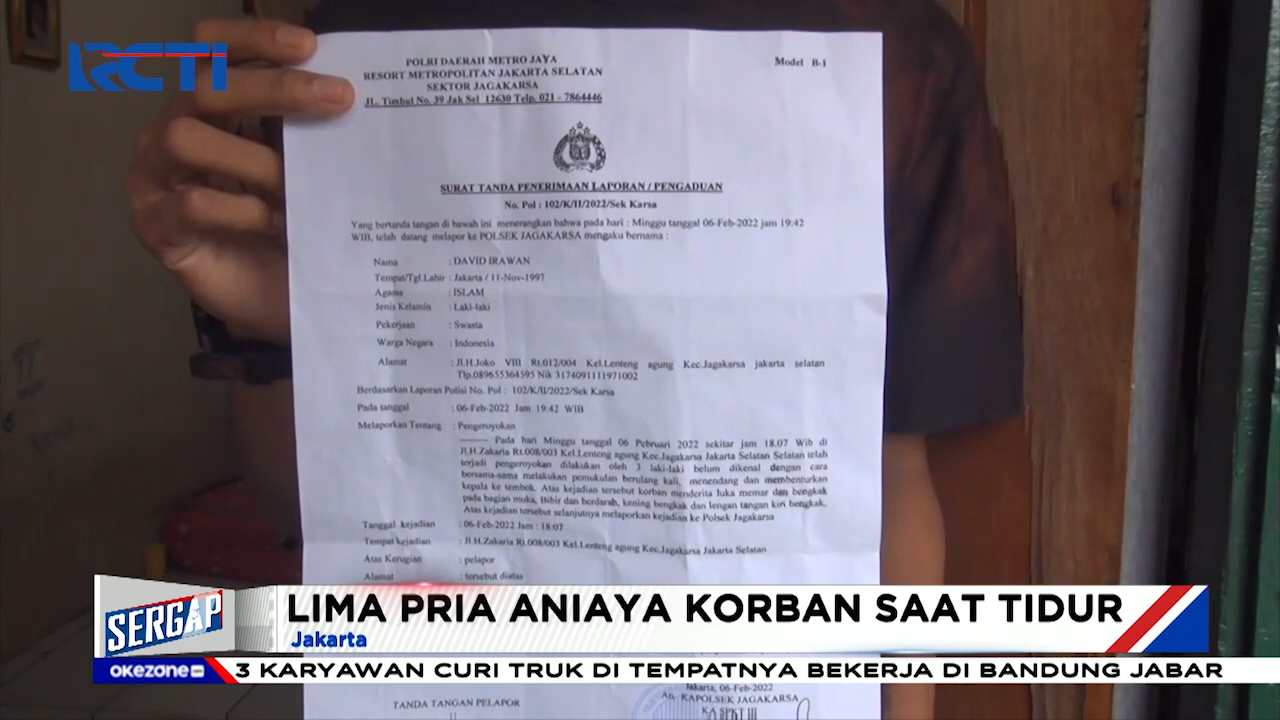 RCTI
POLRI DAERAH METRO JAYA
RESORT METROPOLITAN JAKARTA SELATAN
SEKTOR JAGAKARSA
JL. Timbul No. 39 Jak Sel 12630 Telp. 021 - 7864446
Model B-1
SURAT TANDA PENERIMAAN LAPORAN / PENGADUAN
No. Pol : 102/K/II/2022/Sek Karsa
Yang bertanda tangan di bawah ini menerangkan bahwa pada hari : Minggu tanggal 06-Feb-2022 jam 19:42
WIB, telah datang melapor ke POLSEK JAGAKARSA mengaku bernama :
Nama : DAVID IRAWAN
Tempat/Tgl.Lahir : Jakarta / 11-Nov-1997
Agama : ISLAM
Jenis Kelamin : Laki-laki
Pekerjaan : Swasta
Warga Negara : Indonesia
Alamat : Jl.H.Joko VIII Rt.012/004 Kel.Lenteng agung Kec.Jagakarsa jakarta selatan
Tlp.089655364595 Nik 3174091111971002
Berdasarkan Laporan Polisi No. Pol : 102/K/II/2022/Sek Karsa
Pada tanggal : 06-Feb-2022 Jam 19:42 WIB
Melaporkan Tentang : Pengeroyokan
---------- Pada hari Minggu tanggal 06 Pebruari 2022 sekitar jam 18.07 Wib di
Jl.H.Zakaria Rt.008/003 Kel.Lenteng agung Kec.Jagakarsa Jakarta Selatan Selatan telah
terjadi pengeroyokan dilakukan oleh 3 laki-laki belum dikenal dengan cara
bersama-sama melakukan pemukulan berulang kali, menendang dan membenturkan
kepala ke tembok. Atas kejadian tersebut korban menderita luka memar dan bengkak
pada bagian muka, Bibir dan berdarah, kening bengkak dan lengan tangan kiri bengkak.
Atas kejadian tersebut selanjutnya melaporkan kejadian ke Polsek Jagakarsa
Tanggal kejadian : 06-Feb-2022 Jam : 18:07
Tempat kejadian : Jl.H.Zakaria Rt.008/003 Kel.Lenteng agung Kec.Jagakarsa Jakarta Selatan
Atas Kerugian : pelapor
Alamat : tersebut diatas
SERGAP
LIMA PRIA ANIAYA KORBAN SAAT TIDUR
Jakarta
okezone
3 KARYAWAN CURI TRUK DI TEMPATNYA BEKERJA DI BANDUNG JABAR
Jakarta, 06-Feb-2022
An. KAPOLSEK JAGAKARSA
KA SPKT III
TANDA TANGAN PELAPOR